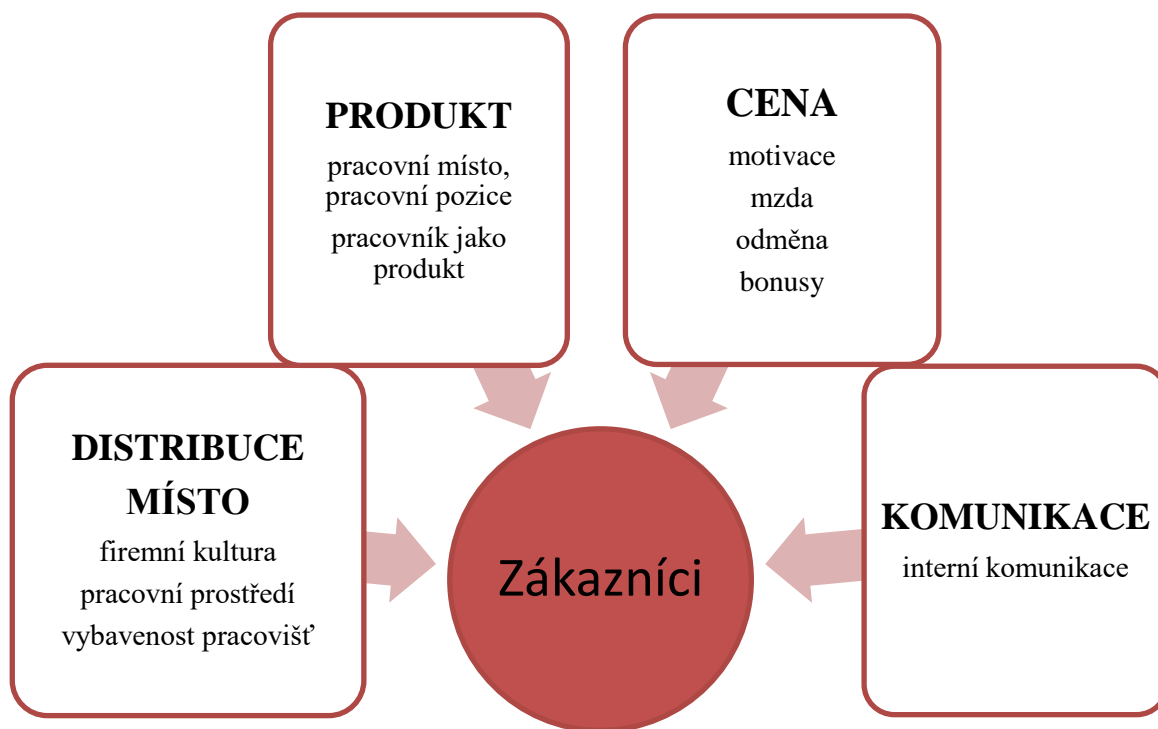 PRODUKT
pracovní místo,
pracovní pozice
pracovník jako
produkt
CENA
motivace
mzda
odměna
bonusy
DISTRIBUCE
MÍSTO
firemní kultura
pracovní prostředí
vybavenost pracovišť
Zákazníci
KOMUNIKACE
interní komunikace